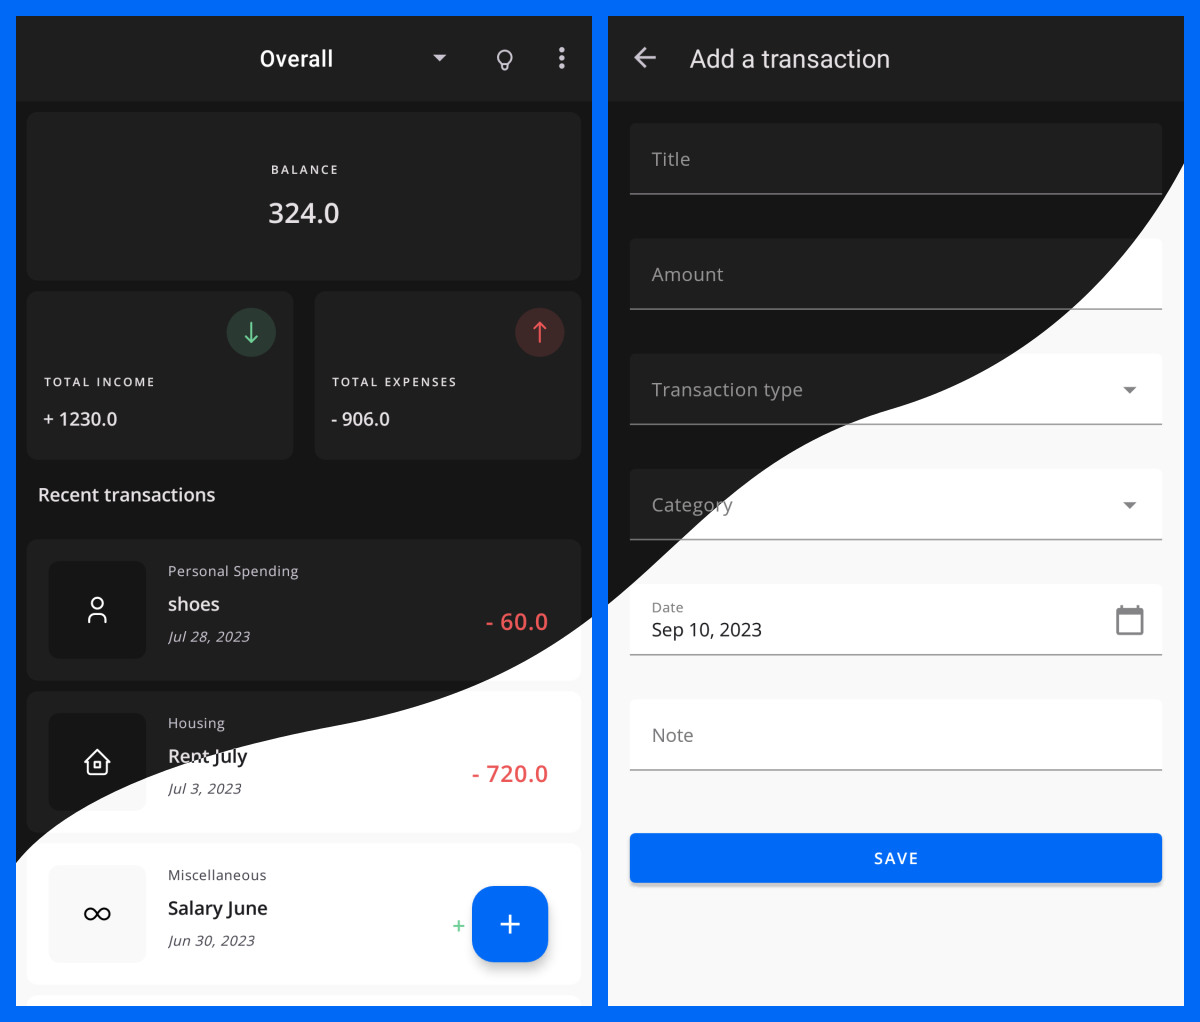 Overall
BALANCE
324.0
TOTAL INCOME
+ 1230.0
TOTAL EXPENSES
- 906.0
Recent transactions
Personal Spending
shoes
Jul 28, 2023
- 60.0
Housing
Rent July
Jul 3, 2023
- 720.0
Miscellaneous
Salary June
Jun 30, 2023
+
+
Add a transaction
Title
Amount
Transaction type
Category
Date
Sep 10, 2023
Note
SAVE